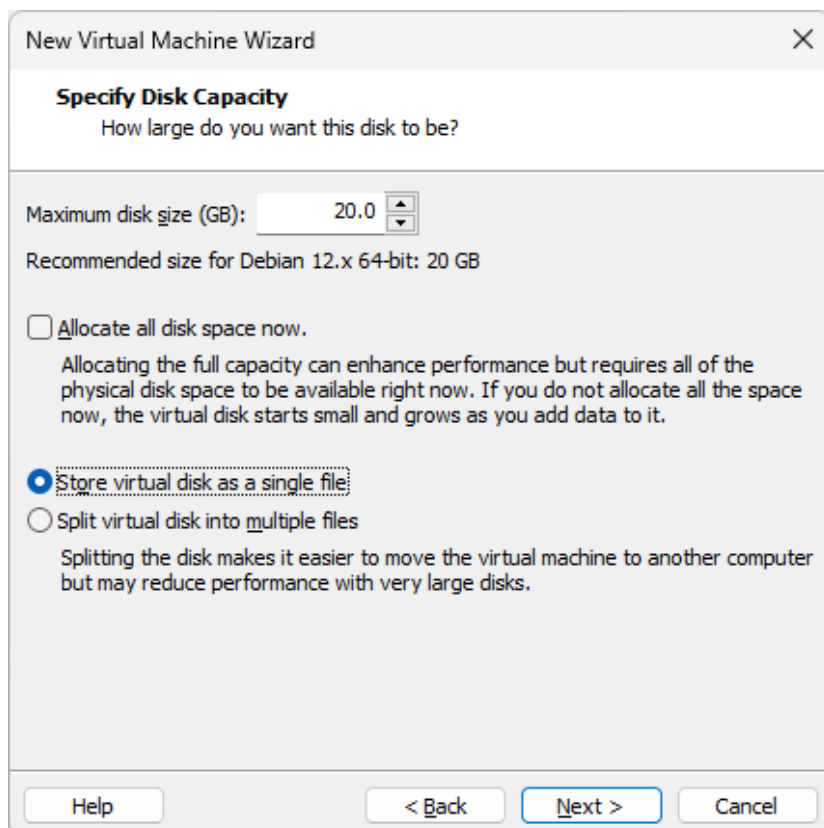 New Virtual Machine Wizard
Specify Disk Capacity
How large do you want this disk to be?
Maximum disk size (GB): 20.0
Recommended size for Debian 12.x 64-bit: 20 GB
Allocate all disk space now.
Allocating the full capacity can enhance performance but requires all of the
physical disk space to be available right now. If you do not allocate all the space
now, the virtual disk starts small and grows as you add data to it.
Store virtual disk as a single file
Split virtual disk into multiple files
Splitting the disk makes it easier to move the virtual machine to another computer
but may reduce performance with very large disks.
Help < Back Next > Cancel